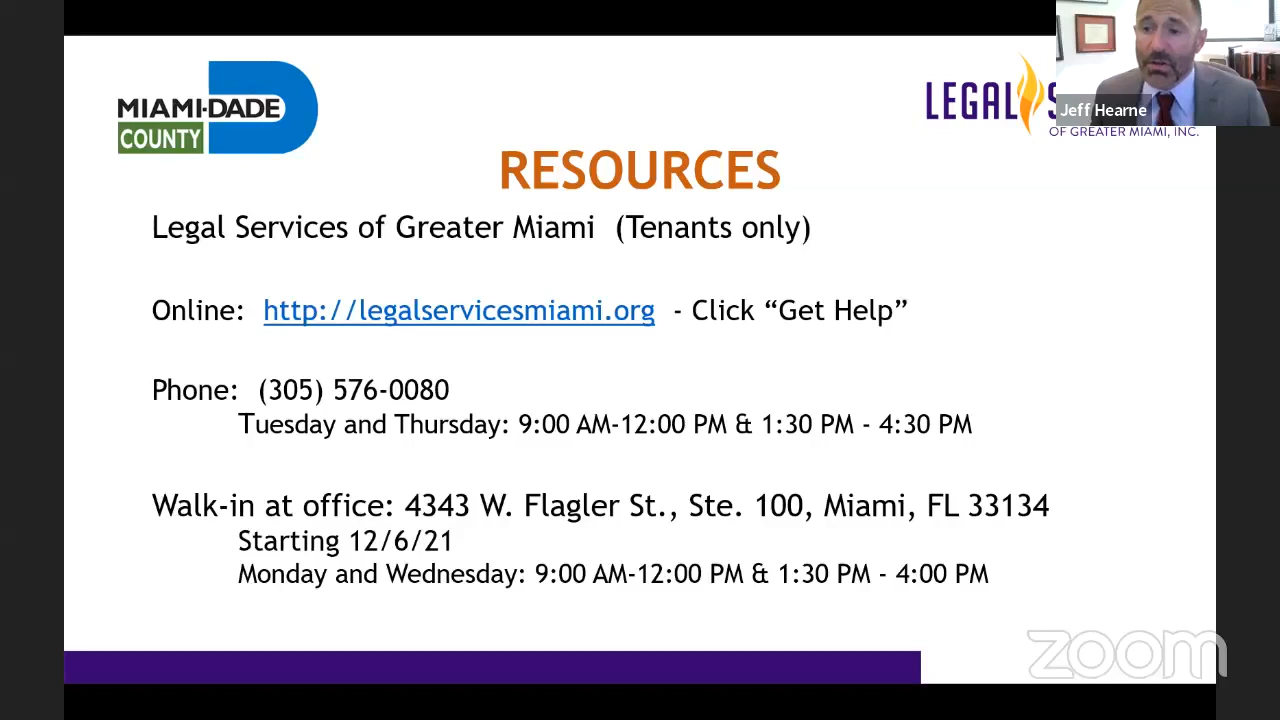 MIAMI-DADE
COUNTY
LEGAL S
Jeff Hearne
OF GREATER MIAMI, INC.
RESOURCES
Legal Services of Greater Miami (Tenants only)
Online: http://legalservicesmiami.org - Click “Get Help”
Phone: (305) 576-0080
Tuesday and Thursday: 9:00 AM-12:00 PM & 1:30 PM - 4:30 PM
Walk-in at office: 4343 W. Flagler St., Ste. 100, Miami, FL 33134
Starting 12/6/21
Monday and Wednesday: 9:00 AM-12:00 PM & 1:30 PM - 4:00 PM
zoom